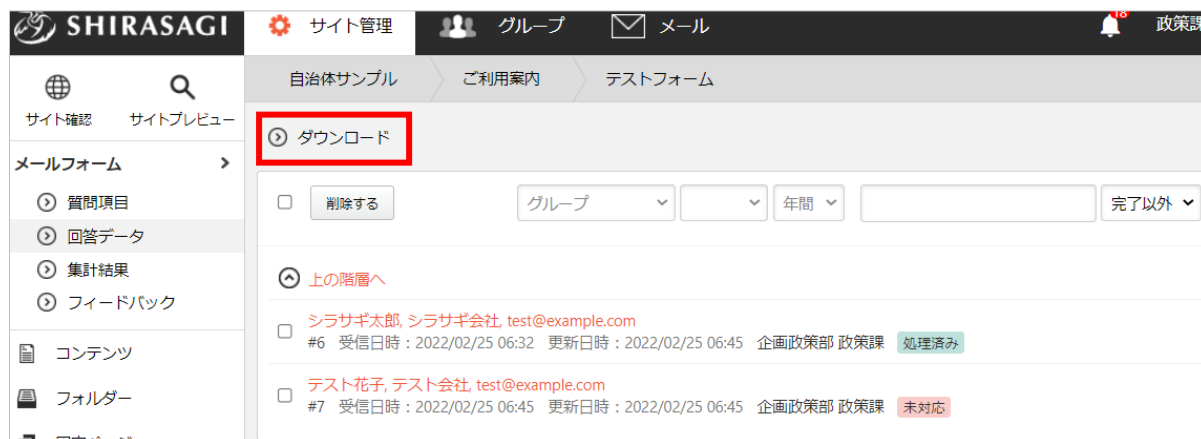 SHIRASAGI サイト管理 グループ メール 18 政策課
サイト確認 サイトプレビュー
自治体サンプル ご利用案内 テストフォーム
ダウンロード
メールフォーム
質問項目
回答データ
集計結果
フィードバック
コンテンツ
フォルダー
削除する グループ 年間 完了以外
上の階層へ
シラサギ太郎, シラサギ会社, test@example.com
#6 受信日時：2022/02/25 06:32 更新日時：2022/02/25 06:45 企画政策部 政策課 処理済み
テスト花子, テスト会社, test@example.com
#7 受信日時：2022/02/25 06:45 更新日時：2022/02/25 06:45 企画政策部 政策課 未対応